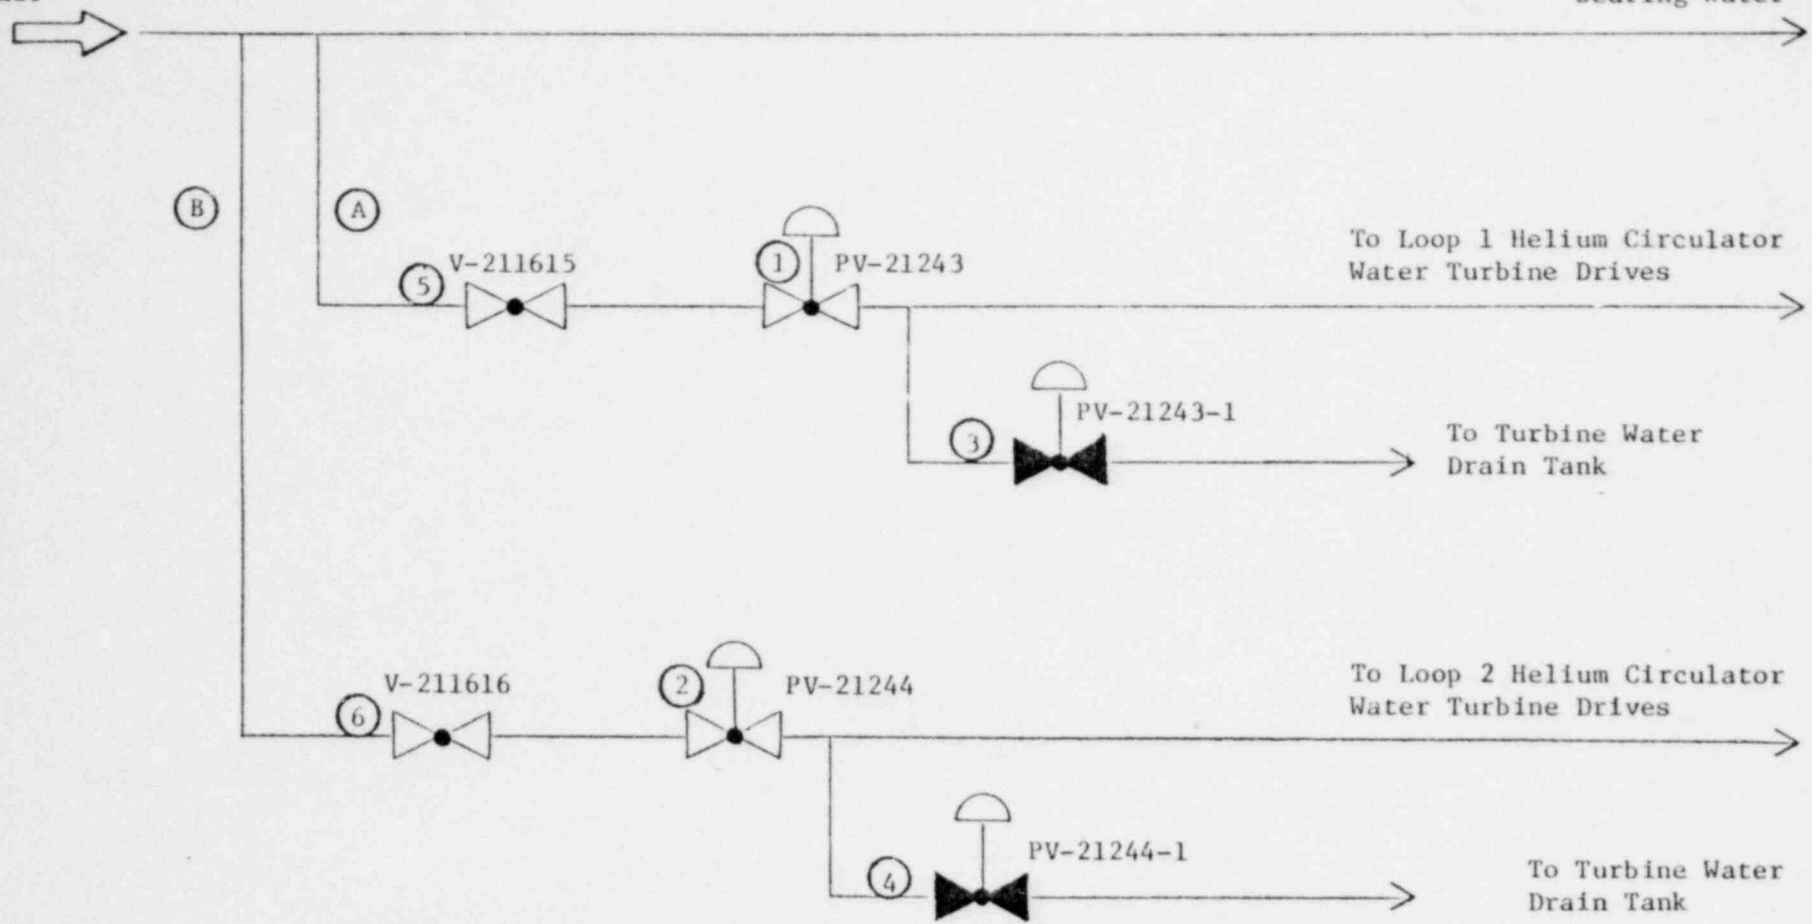 B
A
V-211615
1
PV-21243
5
To Loop 1 Helium Circulator
Water Turbine Drives
PV-21243-1
3
To Turbine Water
Drain Tank
V-211616
2
PV-21244
6
To Loop 2 Helium Circulator
Water Turbine Drives
PV-21244-1
4
To Turbine Water
Drain Tank